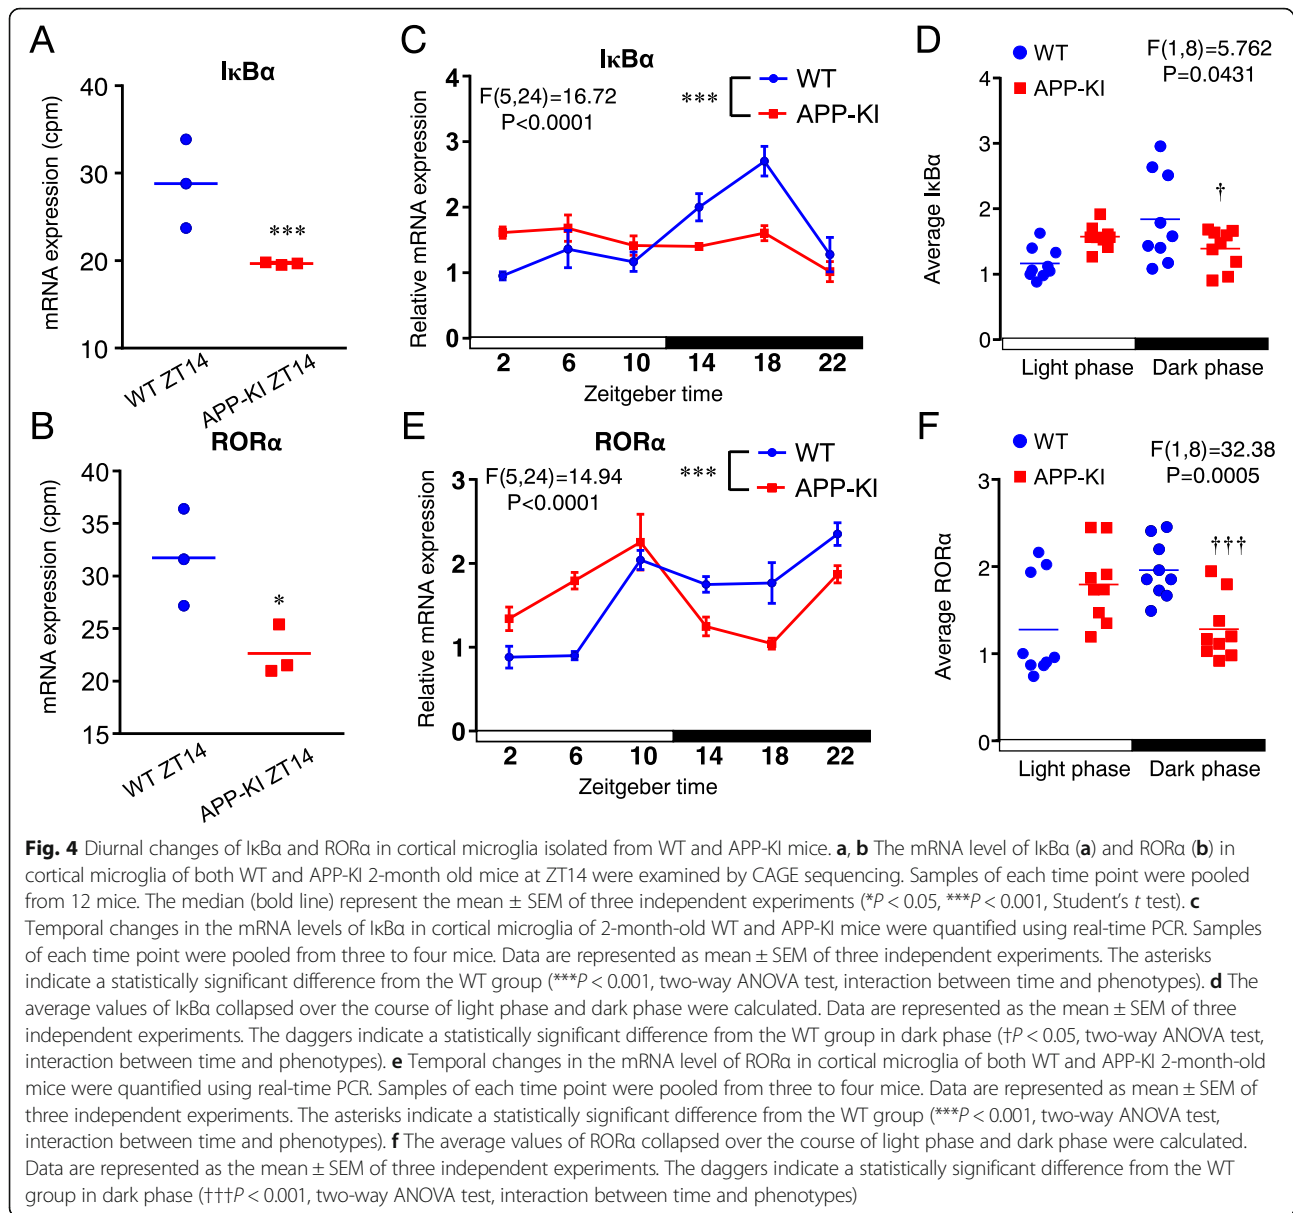 A
IκBα
mRNA expression (cpm)
40
30
20
10
***
WT ZT14
APP-KI ZT14
C
IκBα
Relative mRNA expression
4
3
2
1
0
F(5,24)=16.72
P<0.0001
***
WT
APP-KI
2 6 10 14 18 22
Zeitgeber time
D
WT
APP-KI
F(1,8)=5.762
P=0.0431
Average IκBα
4
3
2
1
0
†
Light phase Dark phase
B
RORα
mRNA expression (cpm)
40
35
30
25
20
15
*
WT ZT14
APP-KI ZT14
E
RORα
Relative mRNA expression
3
2
1
0
F(5,24)=14.94
P<0.0001
***
WT
APP-KI
2 6 10 14 18 22
Zeitgeber time
F
WT
APP-KI
F(1,8)=32.38
P=0.0005
Average RORα
3
2
1
0
†††
Light phase Dark phase
Fig. 4 Diurnal changes of IκBα and RORα in cortical microglia isolated from WT and APP-KI mice. a, b The mRNA level of IκBα (a) and RORα (b) in
cortical microglia of both WT and APP-KI 2-month old mice at ZT14 were examined by CAGE sequencing. Samples of each time point were pooled
from 12 mice. The median (bold line) represent the mean ± SEM of three independent experiments (*P < 0.05, ***P < 0.001, Student's t test). c
Temporal changes in the mRNA levels of IκBα in cortical microglia of 2-month-old WT and APP-KI mice were quantified using real-time PCR. Samples
of each time point were pooled from three to four mice. Data are represented as mean ± SEM of three independent experiments. The asterisks
indicate a statistically significant difference from the WT group (***P < 0.001, two-way ANOVA test, interaction between time and phenotypes). d The
average values of IκBα collapsed over the course of light phase and dark phase were calculated. Data are represented as the mean ± SEM of three
independent experiments. The daggers indicate a statistically significant difference from the WT group in dark phase (†P < 0.05, two-way ANOVA test,
interaction between time and phenotypes). e Temporal changes in the mRNA level of RORα in cortical microglia of both WT and APP-KI 2-month-old
mice were quantified using real-time PCR. Samples of each time point were pooled from three to four mice. Data are represented as mean ± SEM of
three independent experiments. The asterisks indicate a statistically significant difference from the WT group (***P < 0.001, two-way ANOVA test,
interaction between time and phenotypes). f The average values of RORα collapsed over the course of light phase and dark phase were calculated.
Data are represented as the mean ± SEM of three independent experiments. The daggers indicate a statistically significant difference from the WT
group in dark phase (†††P < 0.001, two-way ANOVA test, interaction between time and phenotypes)